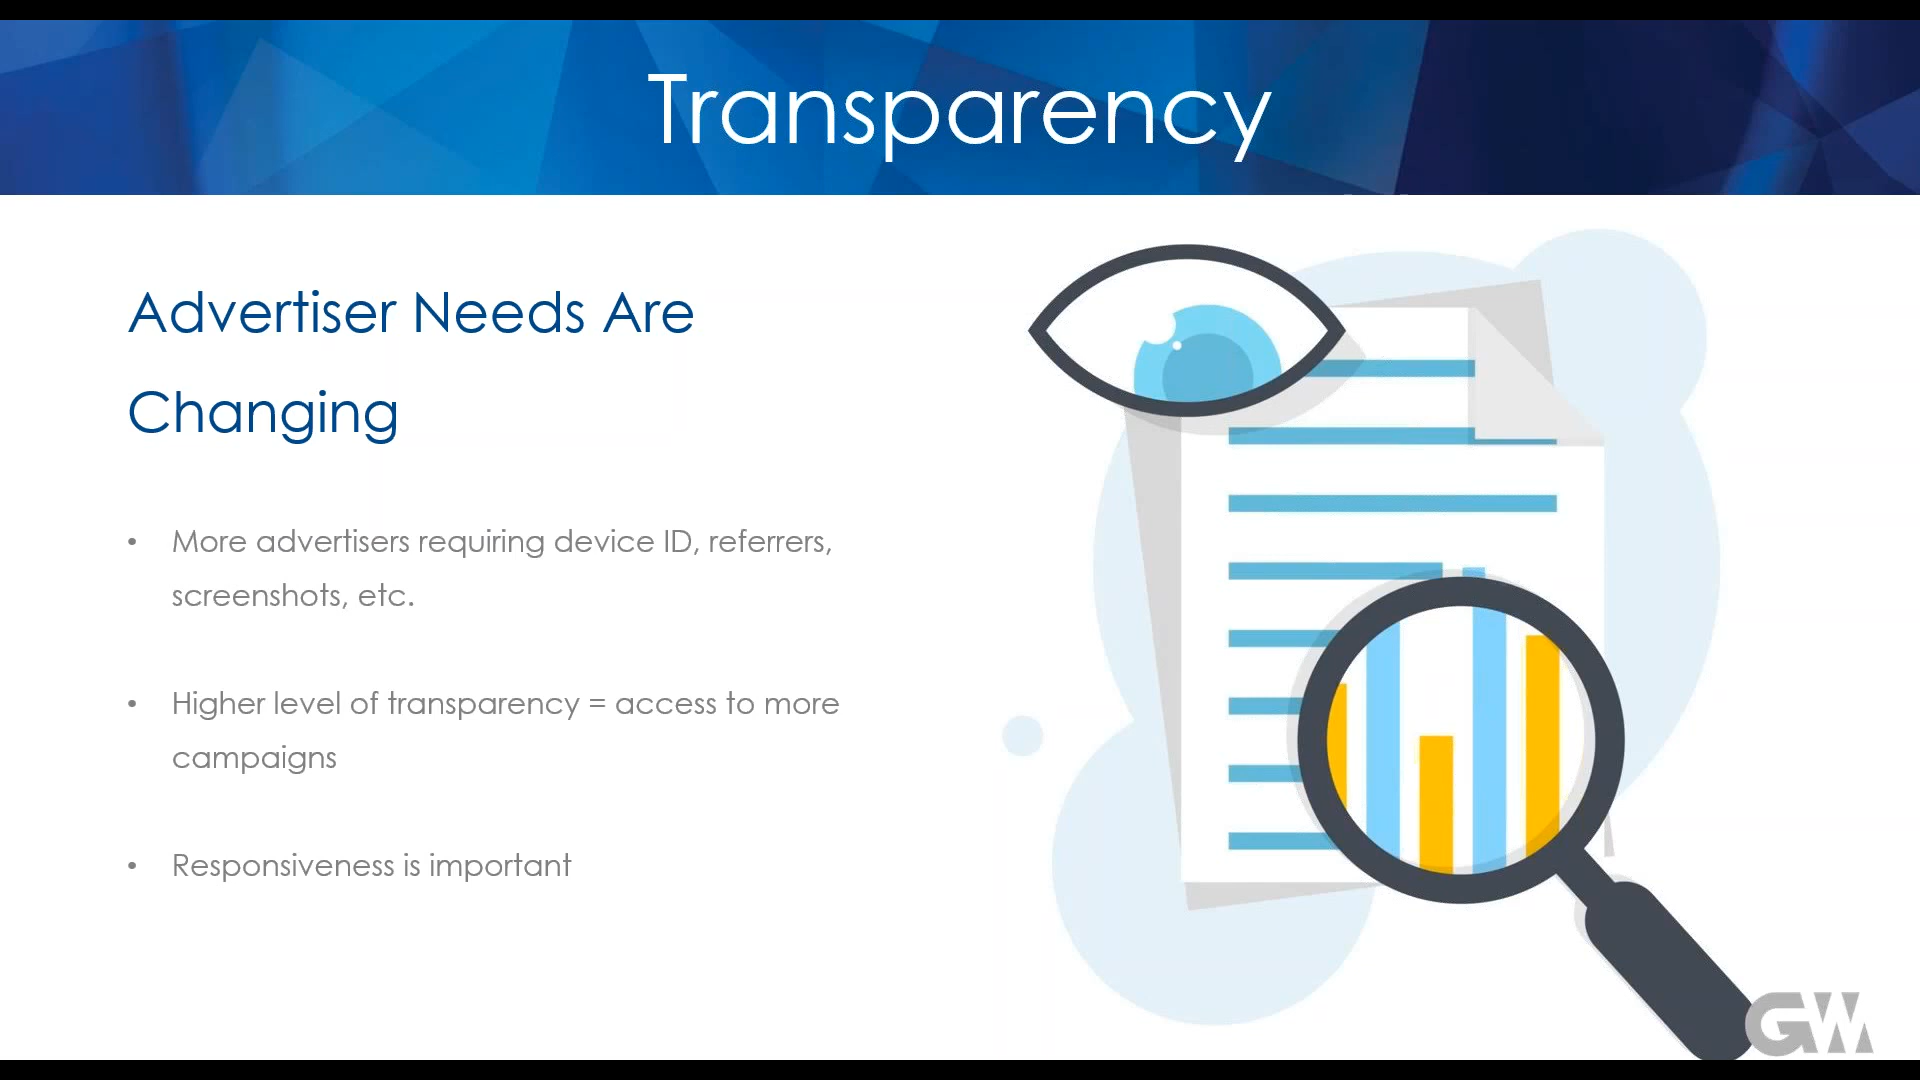 Transparency
Advertiser Needs Are
Changing
• More advertisers requiring device ID, referrers,
screenshots, etc.
• Higher level of transparency = access to more
campaigns
• Responsiveness is important
GWM